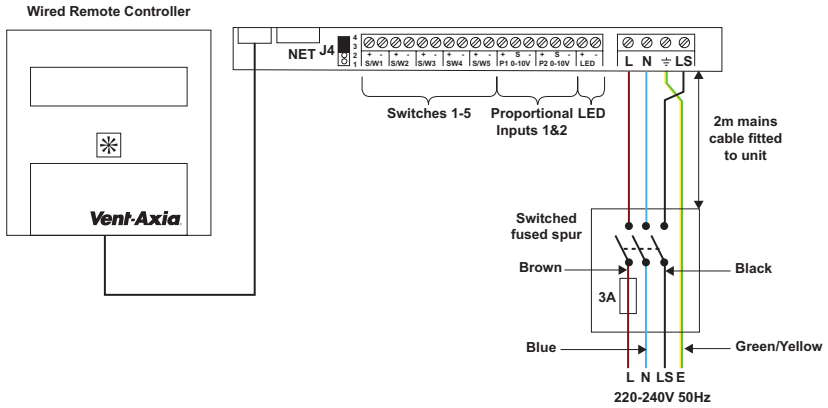 Wired Remote Controller
NET J4
4
3
2
1
+ - + - + - + - + - + S - + S - + -
S/W1 S/W2 S/W3 SW4 S/W5 P1 0-10V P2 0-10V LED
L N LS
Switches 1-5
Proportional
Inputs 1&2
LED
2m mains
cable fitted
to unit
Vent-Axia
Switched
fused spur
Brown
Black
3A
Blue
Green/Yellow
L N LS E
220-240V 50Hz